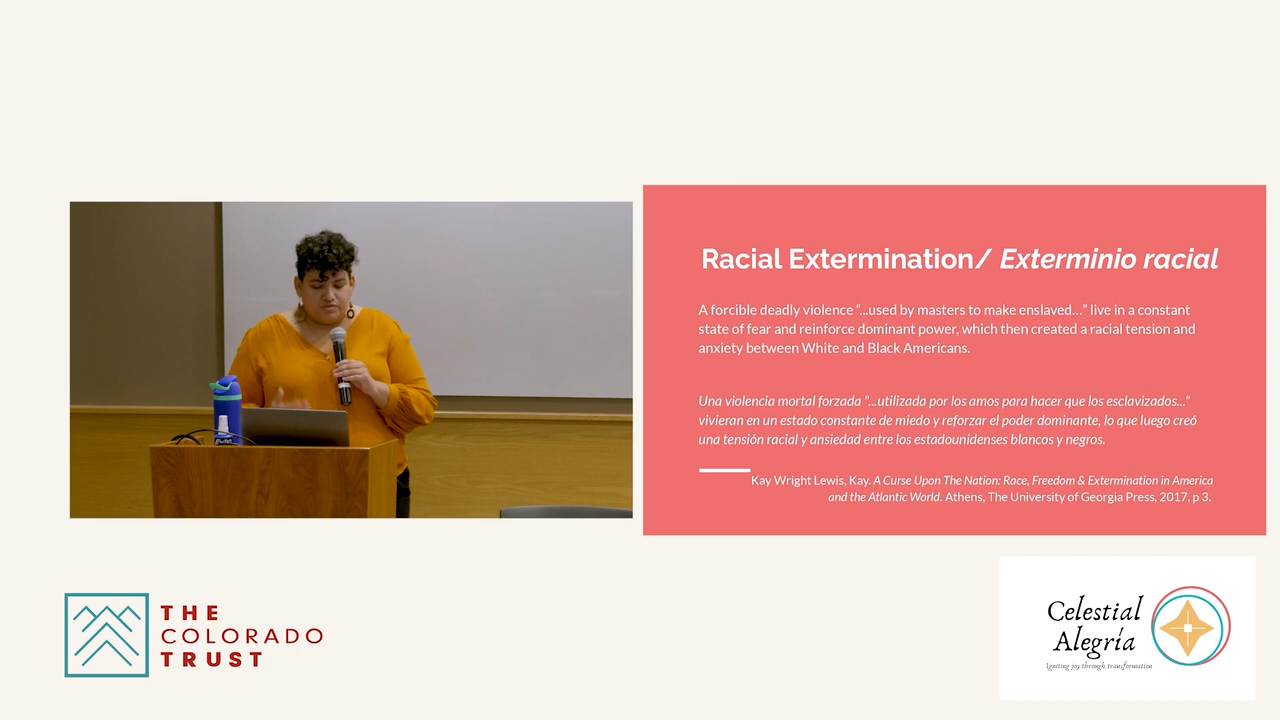 Racial Extermination/ Exterminio racial
A forcible deadly violence “...used by masters to make enslaved...” live in a constant
state of fear and reinforce dominant power, which then created a racial tension and
anxiety between White and Black Americans.
Una violencia mortal forzada "...utilizada por los amos para hacer que los esclavizados..."
vivieran en un estado constante de miedo y reforzar el poder dominante, lo que luego creó
una tensión racial y ansiedad entre los estadounidenses blancos y negros.
Kay Wright Lewis, Kay. A Curse Upon The Nation: Race, Freedom & Extermination in America
and the Atlantic World. Athens, The University of Georgia Press, 2017, p 3.
THE
COLORADO
TRUST
Celestial
Alegría
Igniting joy through transformation